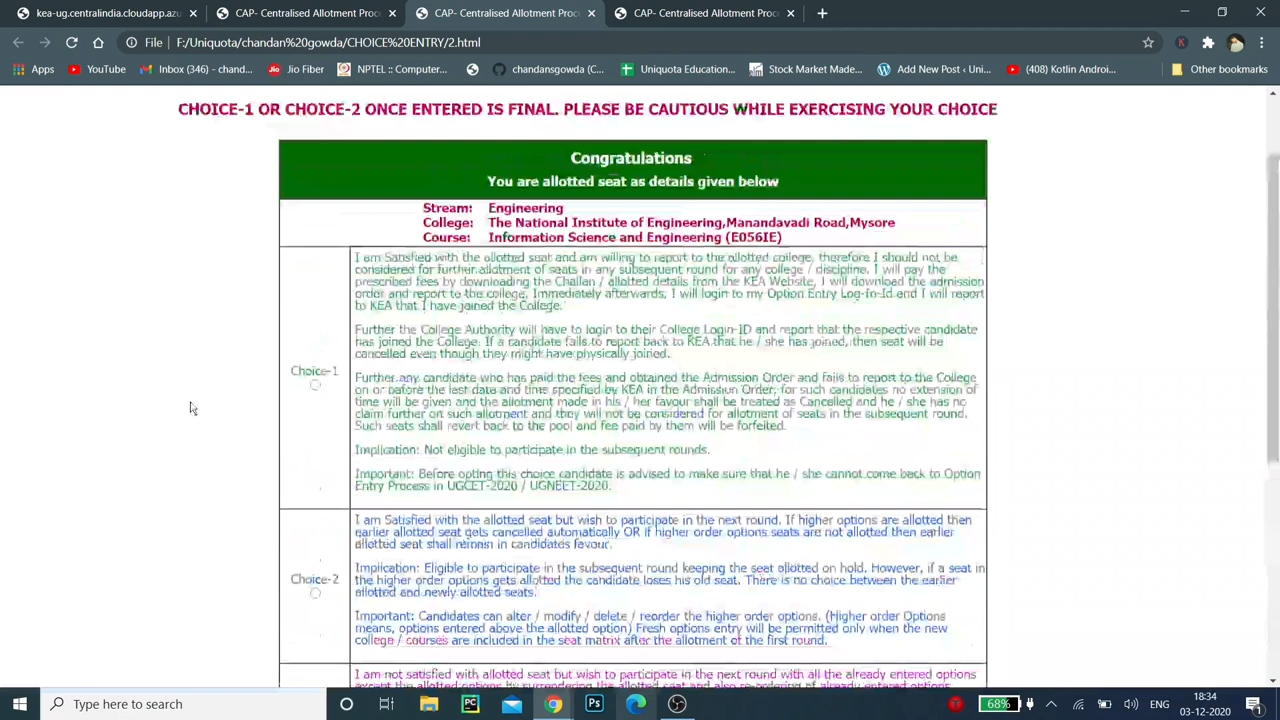 kea-ug.centralindia.cloudapp.azu
CAP- Centralised Allotment Proc
CAP- Centralised Allotment Proc
CAP- Centralised Allotment Proc
File F:/Uniquota/chandan%20gowda/CHOICE%20ENTRY/2.html
Apps YouTube Inbox (346) - chand... Jio Fiber NPTEL :: Computer... chandansgowda (C... Uniquota Education... Stock Market Made... Add New Post ‹ Uni... (408) Kotlin Androi... Other bookmarks
CHOICE-1 OR CHOICE-2 ONCE ENTERED IS FINAL. PLEASE BE CAUTIOUS WHILE EXERCISING YOUR CHOICE
Congratulations
You are allotted seat as details given below
Stream: Engineering
College: The National Institute of Engineering,Manandavadi Road,Mysore
Course: Information Science and Engineering (E056IE)
Choice-1
I am Satisfied with the allotted seat and am willing to report to the allotted college, therefore I should not be
considered for further allotment of seats in any subsequent round for any college / discipline. I will pay the
prescribed fees by downloading the Challan / allotted details from the KEA Website, I will download the admission
order and report to the college. Immediately afterwards, I will login to my Option Entry Log-In-Id and I will report
to KEA that I have joined the College.
Further the College Authority will have to login to their College Login-ID and report that the respective candidate
has joined the College. If a candidate fails to report back to KEA that he / she has joined, then seat will be
cancelled even though they might have physically joined.
Further any candidate who has paid the fees and obtained the Admission Order and fails to report to the College
on or before the last date and time specified by KEA in the Admission Order, for such candidates no extension of
time will be given and the allotment made in his / her favour shall be treated as Cancelled and he / she has no
claim further on such allotment and they will not be considered for allotment of seats in the subsequent round.
Such seats shall revert back to the pool and fee paid by them will be forfeited.
Implication: Not eligible to participate in the subsequent rounds.
Important: Before opting this choice candidate is advised to make sure that he / she cannot come back to Option
Entry Process in UGCET-2020 / UGNEET-2020.
Choice-2
I am Satisfied with the allotted seat but wish to participate in the next round. If higher options are allotted then
earlier allotted seat gets cancelled automatically OR if higher order options seats are not allotted then earlier
allotted seat shall remain in candidates favour.
Implication: Eligible to participate in the subsequent round keeping the seat allotted on hold. However, if a seat in
the higher order options gets allotted the candidate loses his old seat. There is no choice between the earlier
allotted and newly allotted seats.
Important: Candidates can alter / modify / delete / reorder the higher order options. (Higher order Options
means, options entered above the allotted option) Fresh options entry will be permitted only when the new
college / courses are included in the seat matrix after the allotment of the first round.
I am not satisfied with allotted seat but wish to participate in the next round with all the already entered options
except the allotted options by surrendering the allotted seat and also re-ordering of already entered options
Type here to search
68%
ENG
18:34
03-12-2020